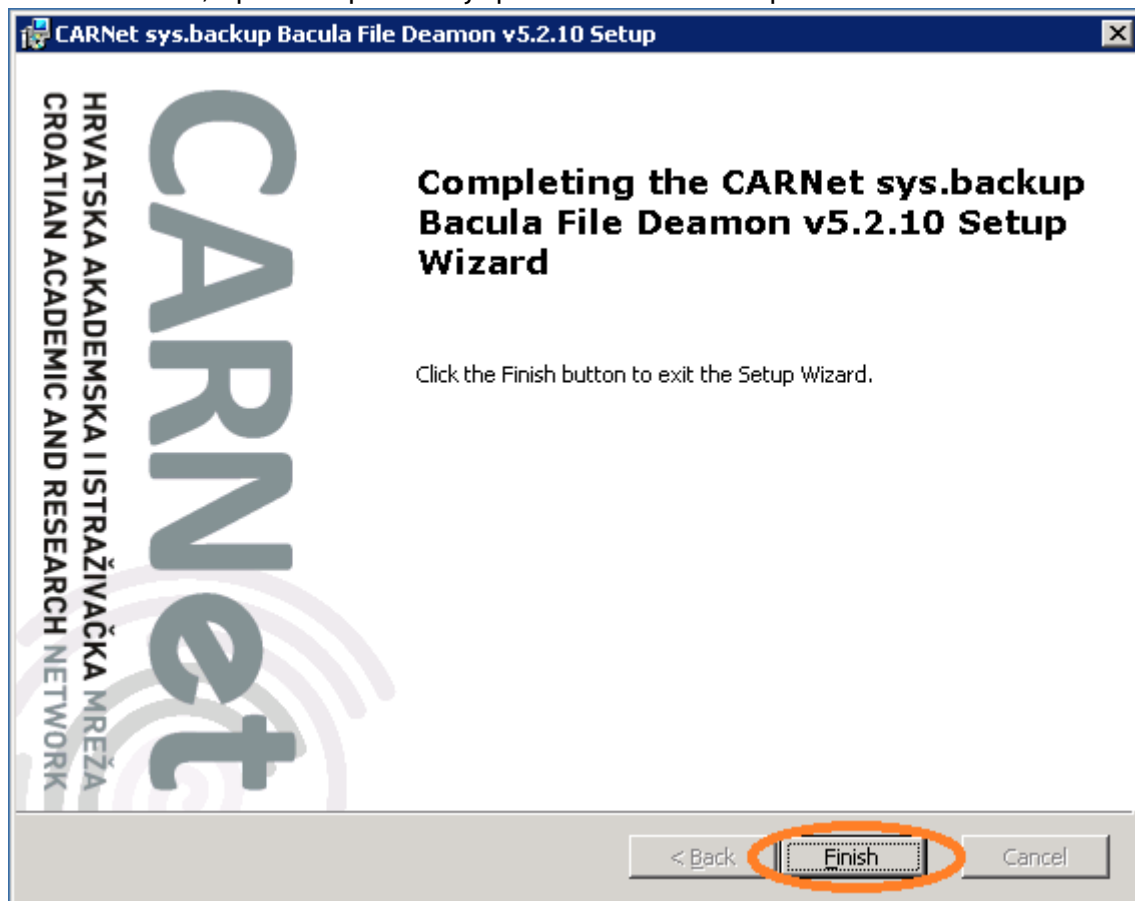 CARNet sys.backup Bacula File Deamon v5.2.10 Setup
HRVATSKA AKADEMSKA I ISTRAŽIVAČKA MREŽA
CROATIAN ACADEMIC AND RESEARCH NETWORK
CARNet
Completing the CARNet sys.backup
Bacula File Deamon v5.2.10 Setup
Wizard
Click the Finish button to exit the Setup Wizard.
< Back
Finish
Cancel